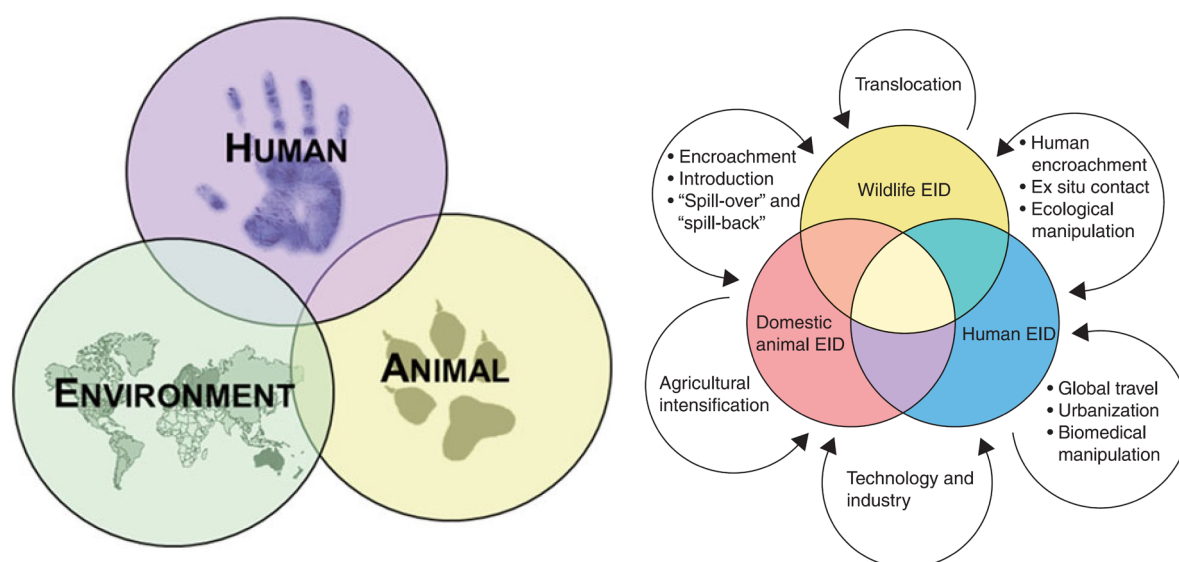 HUMAN
ENVIRONMENT
ANIMAL
Translocation
• Encroachment
• Introduction
• “Spill-over” and
“spill-back”
• Human
encroachment
• Ex situ contact
• Ecological
manipulation
Wildlife EID
Domestic
animal EID
Human EID
Agricultural
intensification
• Global travel
• Urbanization
• Biomedical
manipulation
Technology and
industry